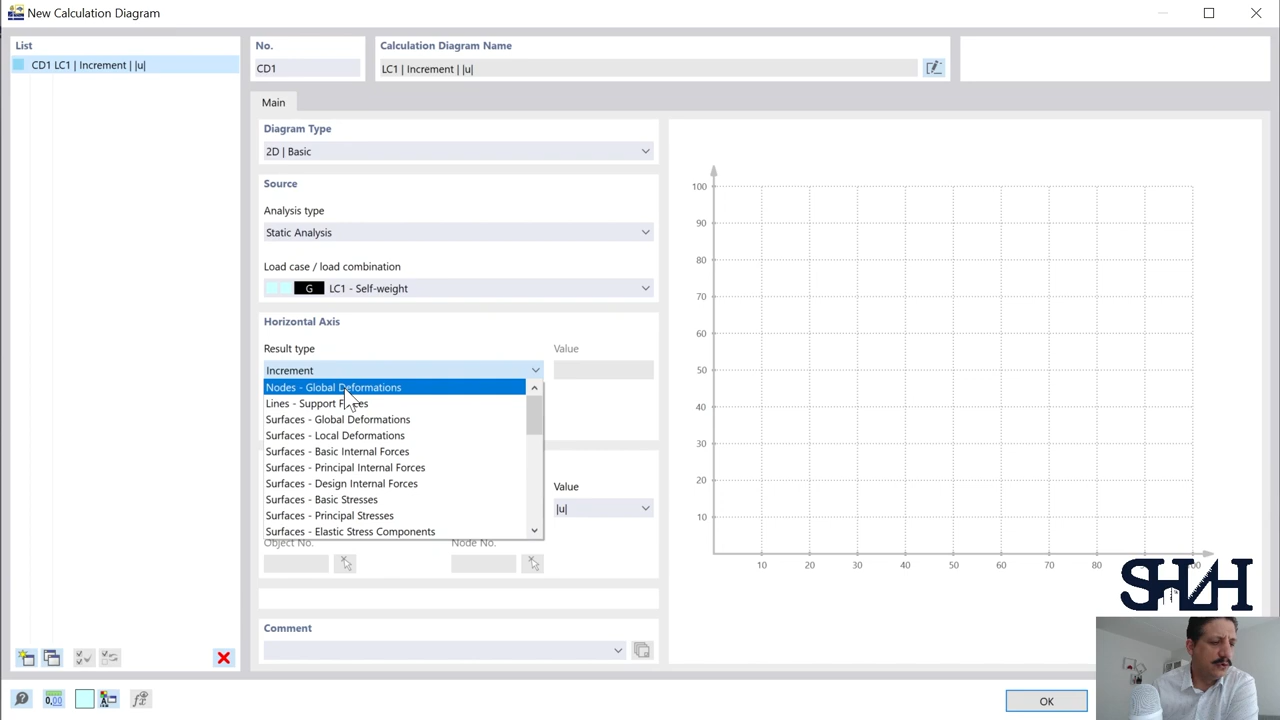 New Calculation Diagram
List
CD1 LC1 | Increment | |u|
No.
CD1
Calculation Diagram Name
LC1 | Increment | |u|
Main
Diagram Type
2D | Basic
Source
Analysis type
Static Analysis
Load case / load combination
G LC1 - Self-weight
Horizontal Axis
Result type
Value
Increment
Nodes - Global Deformations
Lines - Support Forces
Surfaces - Global Deformations
Surfaces - Local Deformations
Surfaces - Basic Internal Forces
Surfaces - Principal Internal Forces
Surfaces - Design Internal Forces
Surfaces - Basic Stresses
Surfaces - Principal Stresses
Surfaces - Elastic Stress Components
Value
|u|
Object No.
Node No.
Comment
100
90
80
70
60
50
40
30
20
10
10 20 30 40 50 60 70 80 90
0,00
OK